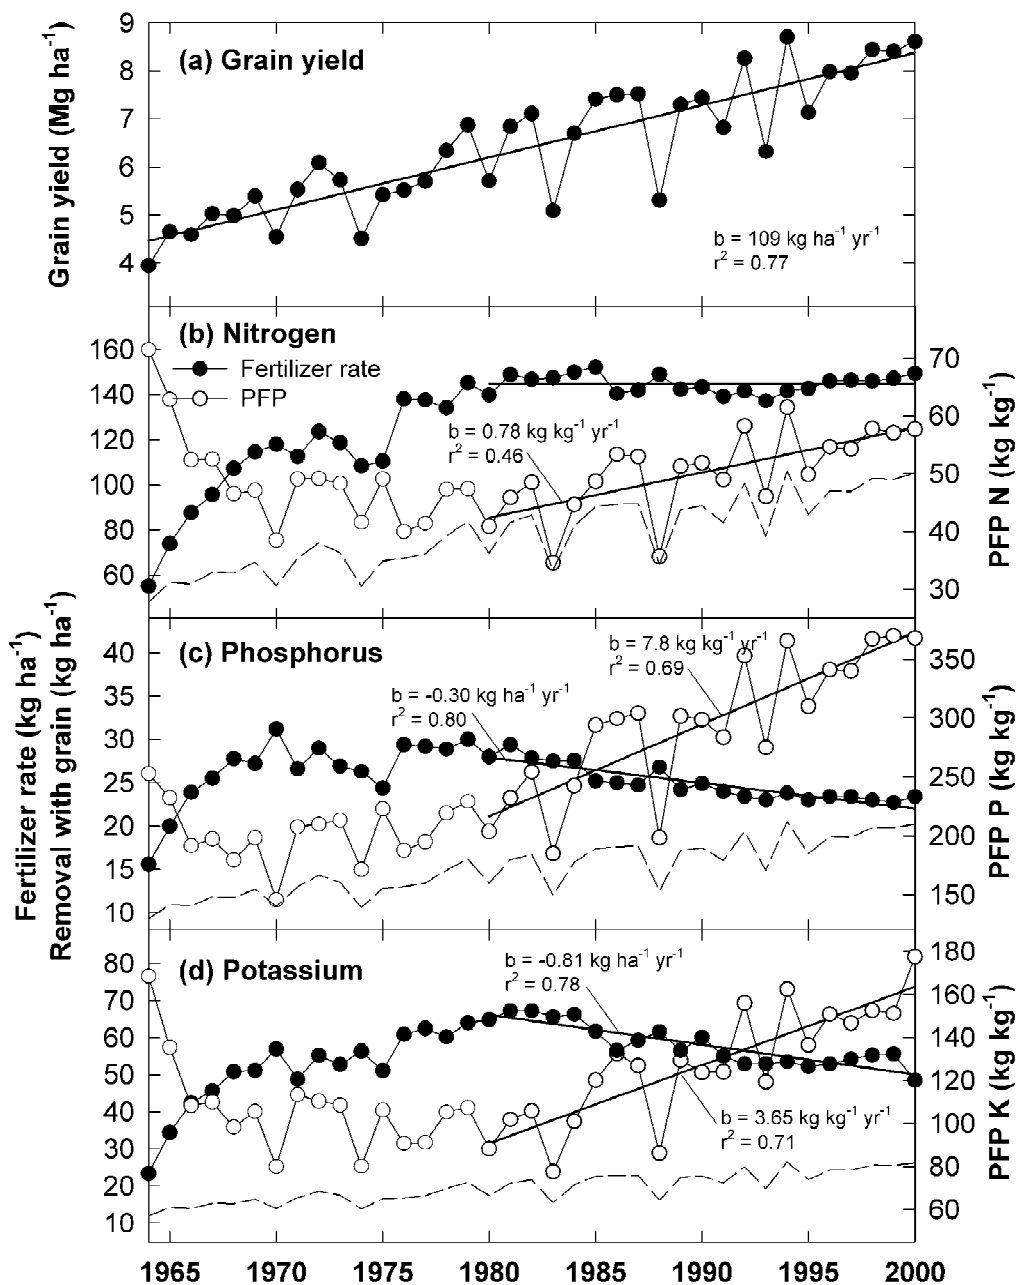 (a) Grain yield
Grain yield (Mg ha⁻¹)
9
8
7
6
5
4
b = 109 kg ha⁻¹ yr⁻¹
r² = 0.77
(b) Nitrogen
Fertilizer rate
PFP
160
140
120
100
80
60
b = 0.78 kg kg⁻¹ yr⁻¹
r² = 0.46
70
60
50
40
30
PFP N (kg kg⁻¹)
Fertilizer rate (kg ha⁻¹)
Removal with grain (kg ha⁻¹)
(c) Phosphorus
40
35
30
25
20
15
10
b = 7.8 kg kg⁻¹ yr⁻¹
r² = 0.69
b = -0.30 kg ha⁻¹ yr⁻¹
r² = 0.80
350
300
250
200
150
PFP P (kg kg⁻¹)
(d) Potassium
80
70
60
50
40
30
20
10
b = -0.81 kg ha⁻¹ yr⁻¹
r² = 0.78
b = 3.65 kg kg⁻¹ yr⁻¹
r² = 0.71
180
160
140
120
100
80
60
PFP K (kg kg⁻¹)
1965 1970 1975 1980 1985 1990 1995 2000